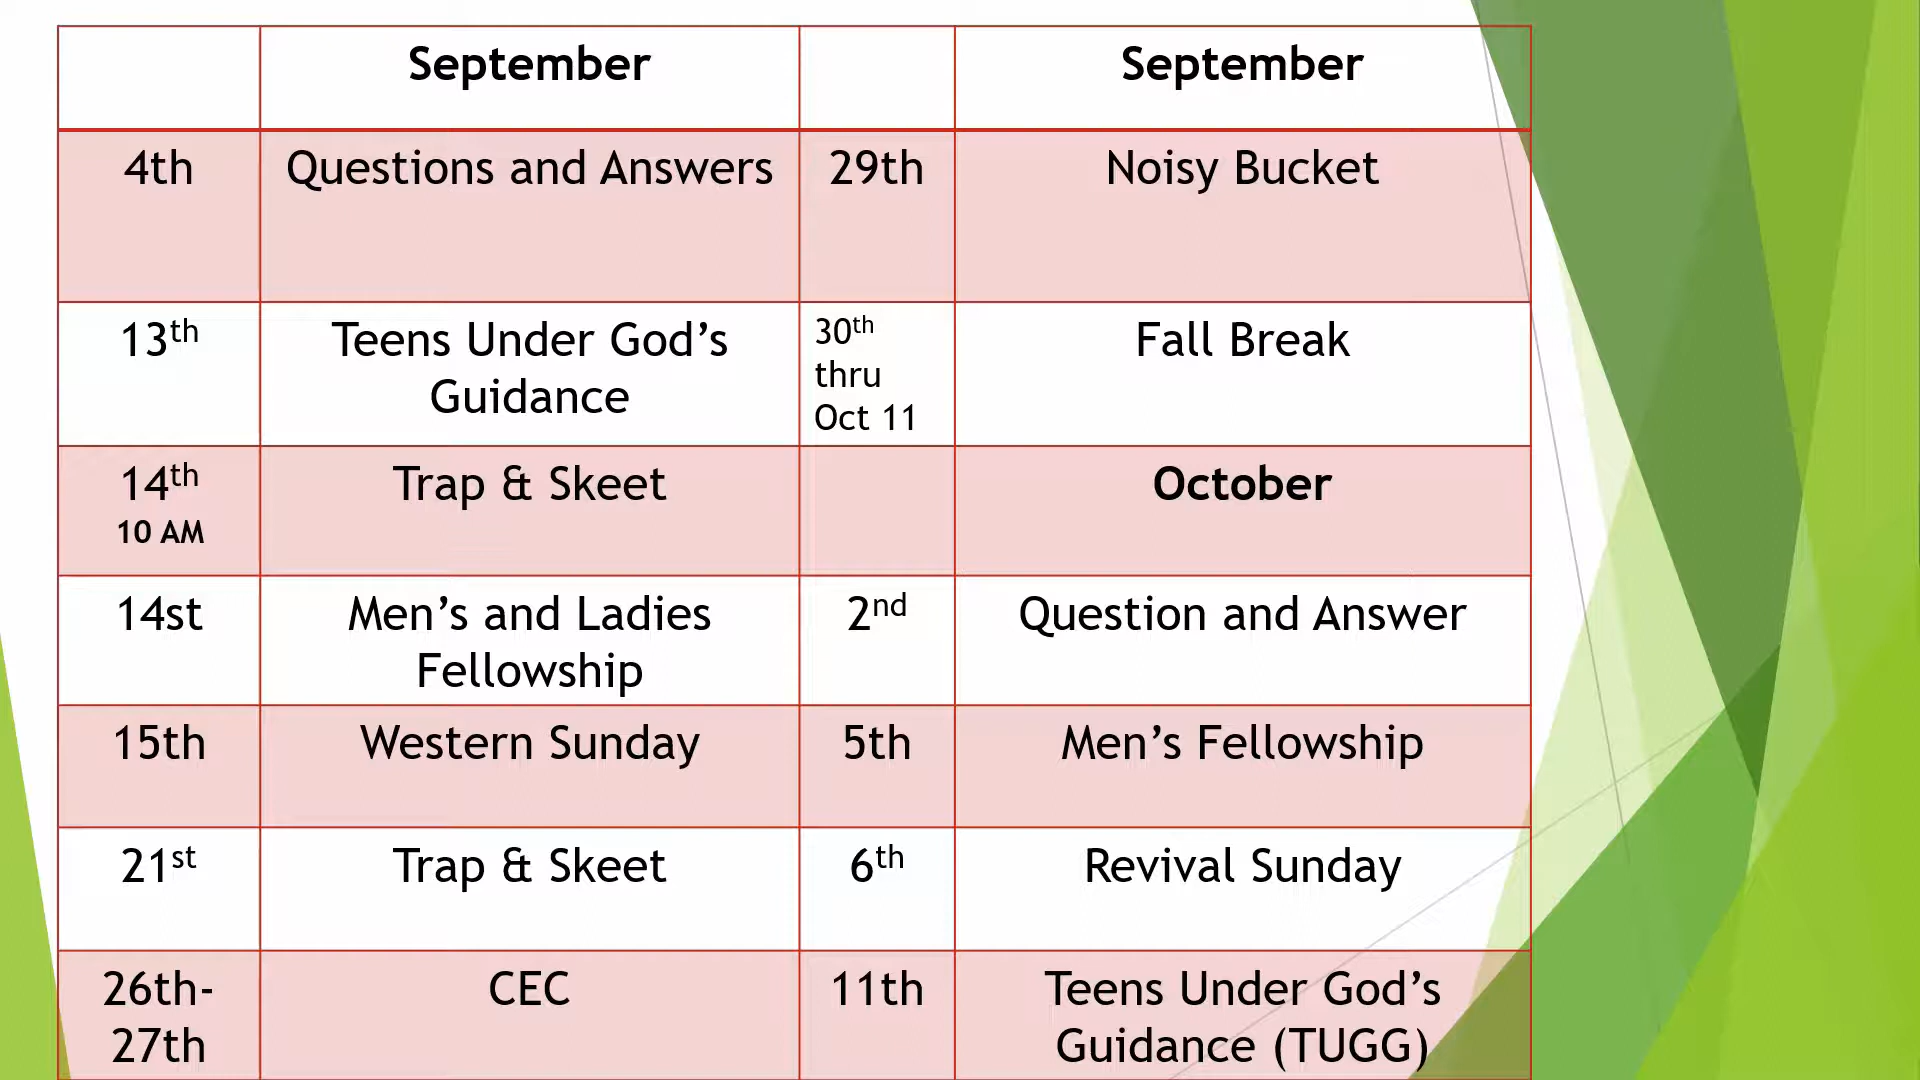 September
September
4th
Questions and Answers
29th
Noisy Bucket
13th
Teens Under God’s
Guidance
30th
thru
Oct 11
Fall Break
14th
10 AM
Trap & Skeet
October
14st
Men’s and Ladies
Fellowship
2nd
Question and Answer
15th
Western Sunday
5th
Men’s Fellowship
21st
Trap & Skeet
6th
Revival Sunday
26th-
27th
CEC
11th
Teens Under God’s
Guidance (TUGG)